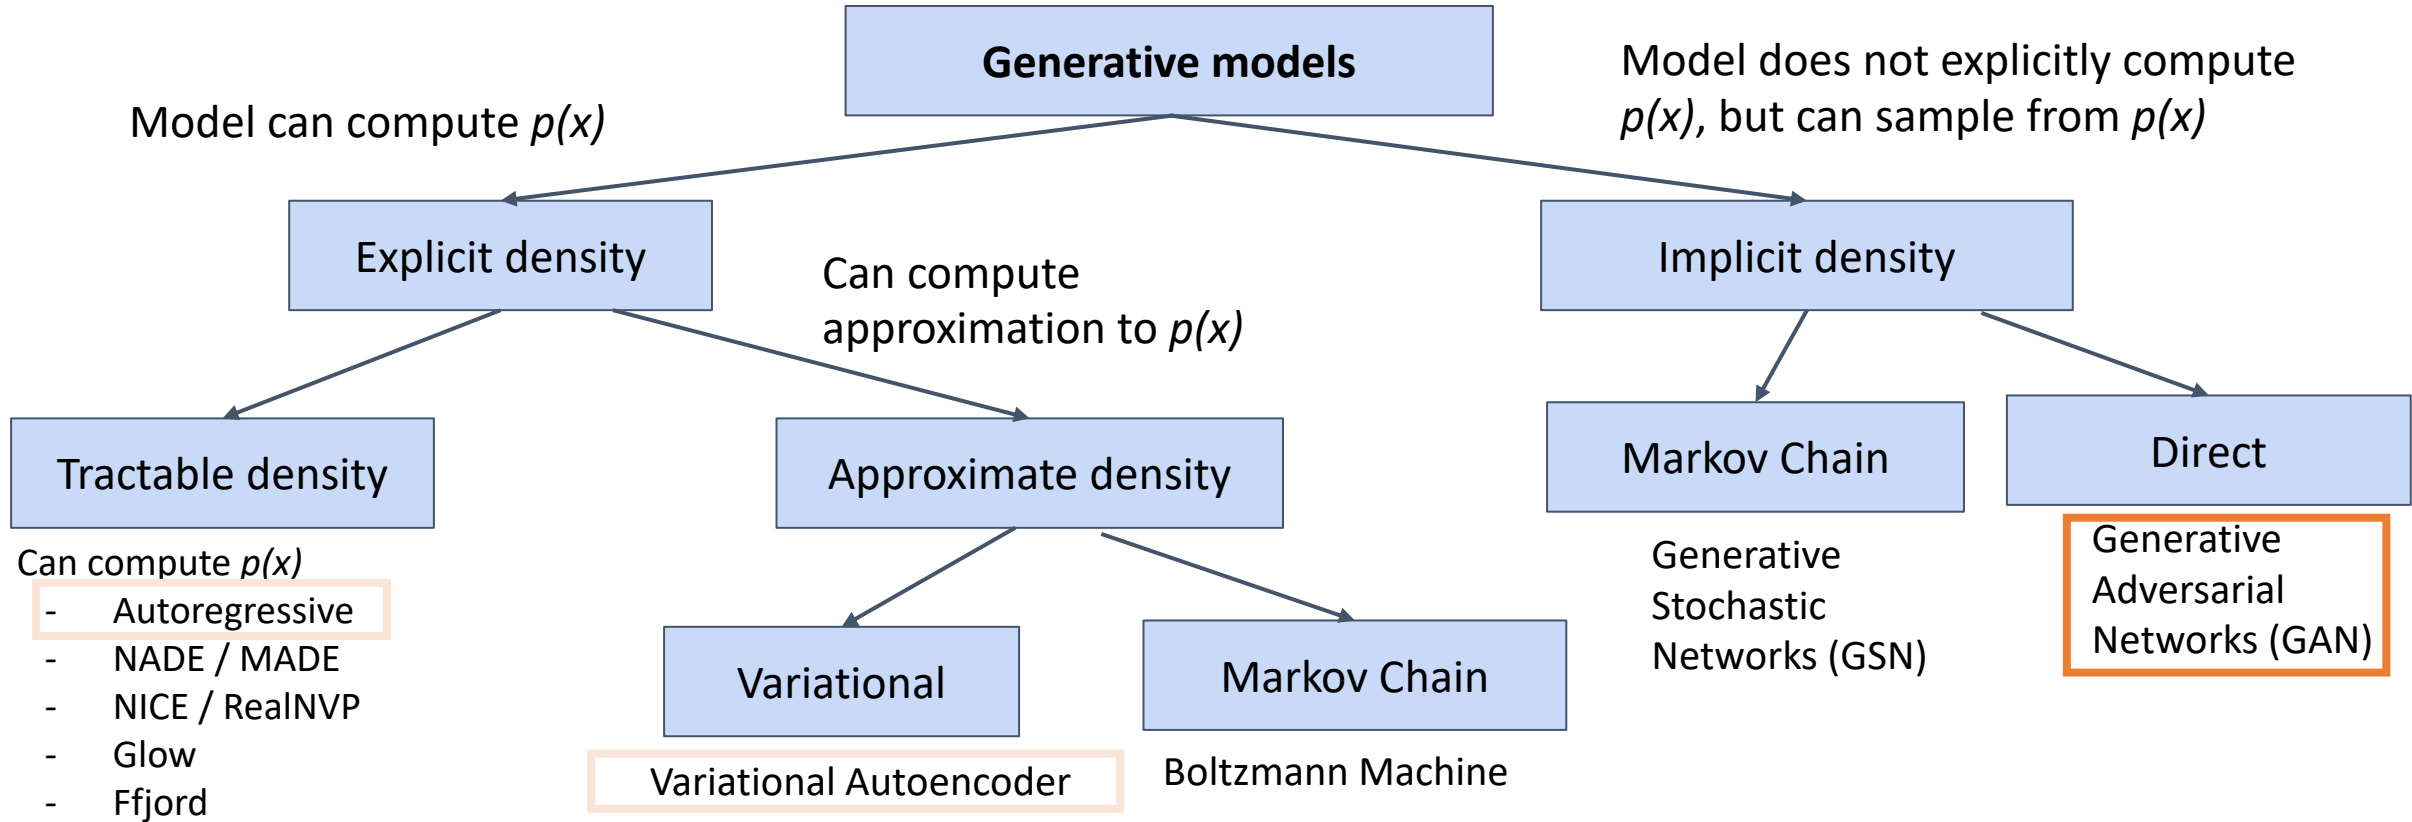 Generative models
Model can compute p(x)
Model does not explicitly compute
p(x), but can sample from p(x)
Explicit density
Implicit density
Can compute
approximation to p(x)
Tractable density
Approximate density
Markov Chain
Direct
Can compute p(x)
- Autoregressive
- NADE / MADE
- NICE / RealNVP
- Glow
- Ffjord
Variational
Variational Autoencoder
Markov Chain
Boltzmann Machine
Generative
Stochastic
Networks (GSN)
Generative
Adversarial
Networks (GAN)